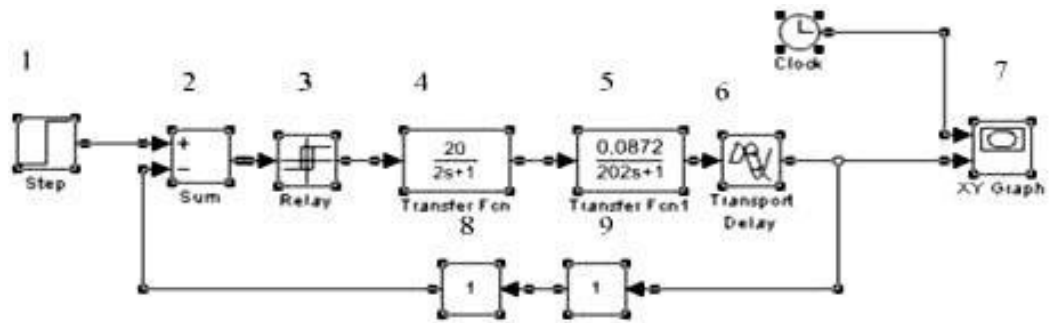 1
2
3
4
5
6
7
Clock
+
−
20
2s+1
0.0872
202s+1
Step
Sum
Relay
Transfer Fcn
Transfer Fcn1
Transport
Delay
XY Graph
8
9
1
1